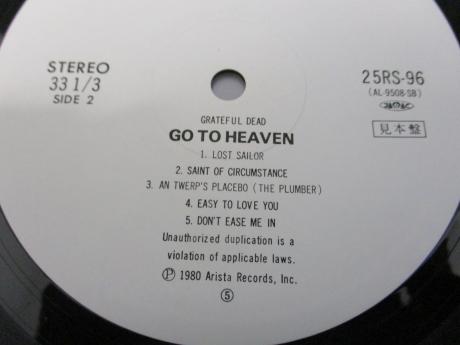 STEREO
33 1/3
SIDE 2
25RS-96
(AL-9508-SB)
見本盤
GRATEFUL DEAD
GO TO HEAVEN
1. LOST SAILOR
2. SAINT OF CIRCUMSTANCE
3. AN TWERP'S PLACEBO (THE PLUMBER)
4. EASY TO LOVE YOU
5. DON'T EASE ME IN
Unauthorized duplication is a
violation of applicable laws.
Ⓟ 1980 Arista Records, Inc.
⑤